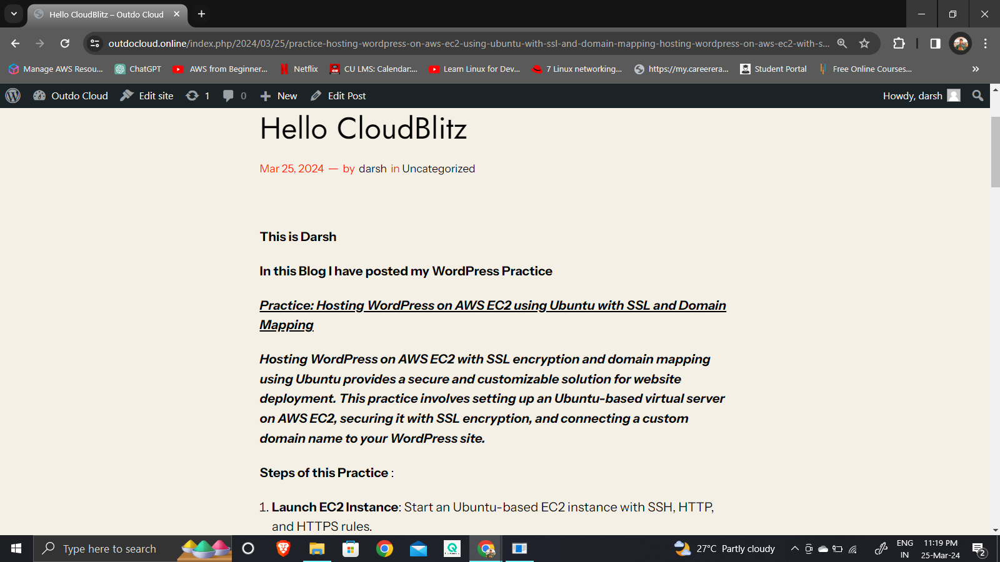 Hello CloudBlitz – Outdo Cloud
outdocloud.online/index.php/2024/03/25/practice-hosting-wordpress-on-aws-ec2-using-ubuntu-with-ssl-and-domain-mapping-hosting-wordpress-on-aws-ec2-with-s...
Manage AWS Resou... ChatGPT AWS from Beginner... Netflix CU LMS: Calendar:... Learn Linux for Dev... 7 Linux networking... https://my.careerera... Student Portal Free Online Courses... »
Outdo Cloud Edit site 1 0 New Edit Post Howdy, darsh
Hello CloudBlitz
Mar 25, 2024 — by darsh in Uncategorized
This is Darsh
In this Blog I have posted my WordPress Practice
Practice: Hosting WordPress on AWS EC2 using Ubuntu with SSL and Domain
Mapping
Hosting WordPress on AWS EC2 with SSL encryption and domain mapping
using Ubuntu provides a secure and customizable solution for website
deployment. This practice involves setting up an Ubuntu-based virtual server
on AWS EC2, securing it with SSL encryption, and connecting a custom
domain name to your WordPress site.
Steps of this Practice :
1. Launch EC2 Instance: Start an Ubuntu-based EC2 instance with SSH, HTTP,
and HTTPS rules.
Type here to search 27°C Partly cloudy ENG 11:19 PM
IN 25-Mar-24 2